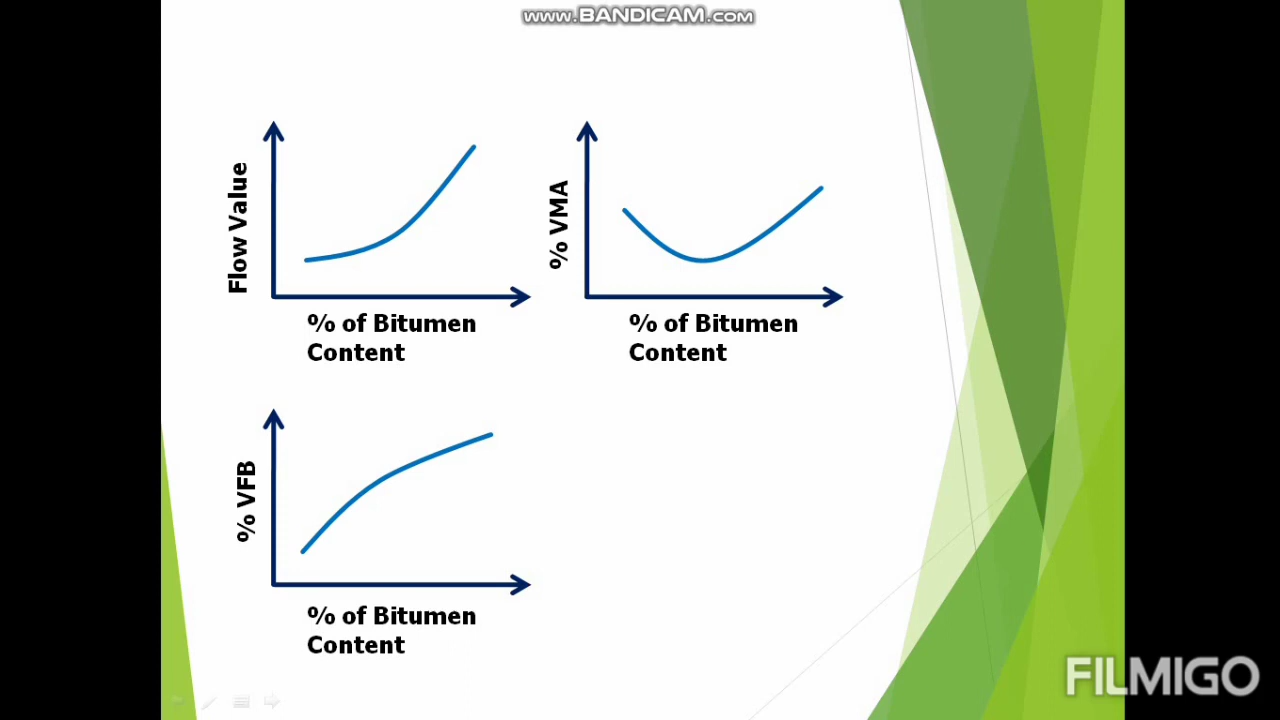 www.BANDICAM.com
Flow Value
% of Bitumen
Content
% VMA
% of Bitumen
Content
% VFB
% of Bitumen
Content
FILMIGO